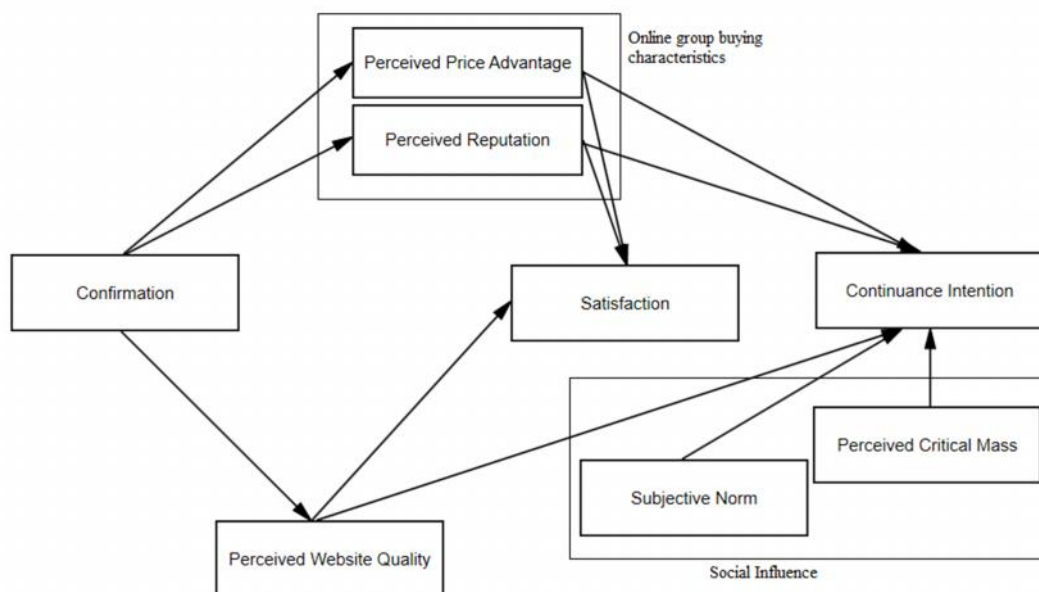 Perceived Price Advantage
Online group buying
characteristics
Perceived Reputation
Confirmation
Satisfaction
Continuance Intention
Perceived Critical Mass
Subjective Norm
Perceived Website Quality
Social Influence